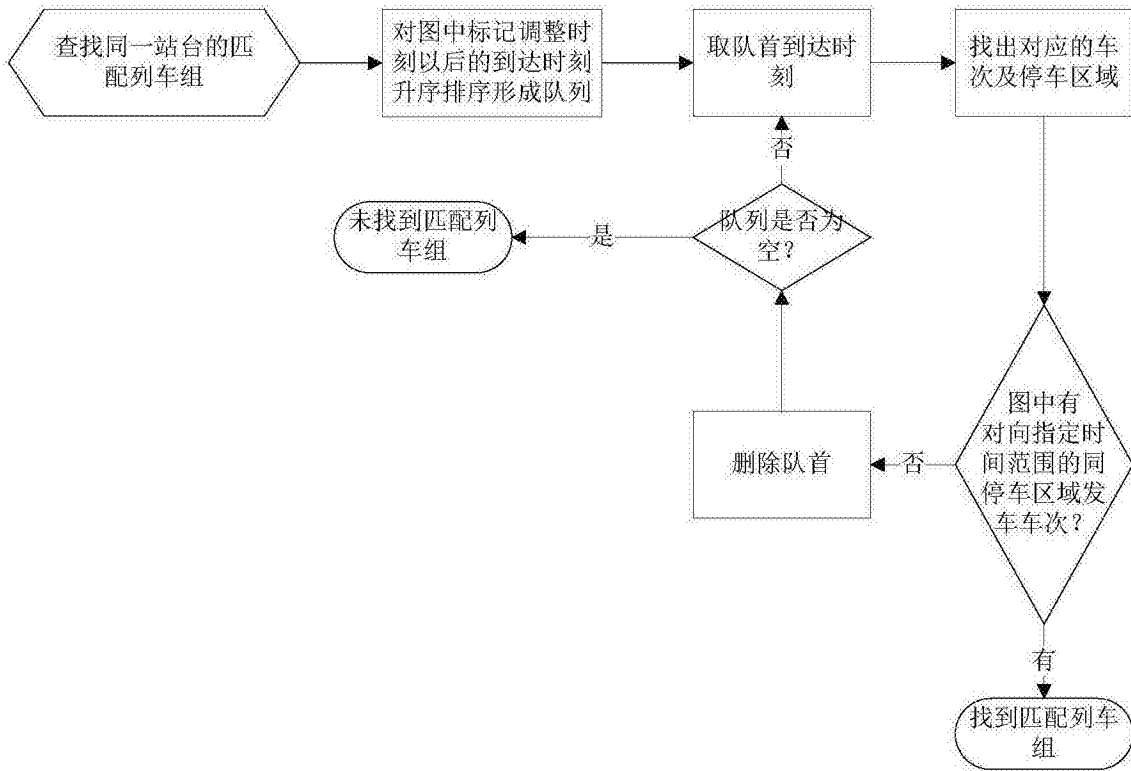 查找同一站台的匹
配列车组
对图中标记调整时
刻以后的到达时刻
升序排序形成队列
取队首到达时
刻
找出对应的车
次及停车区域
否
未找到匹配列
车组
是
队列是否为
空？
图中有
对向指定时
间范围的同
停车区域发
车车次？
删除队首
否
有
找到匹配列车
组